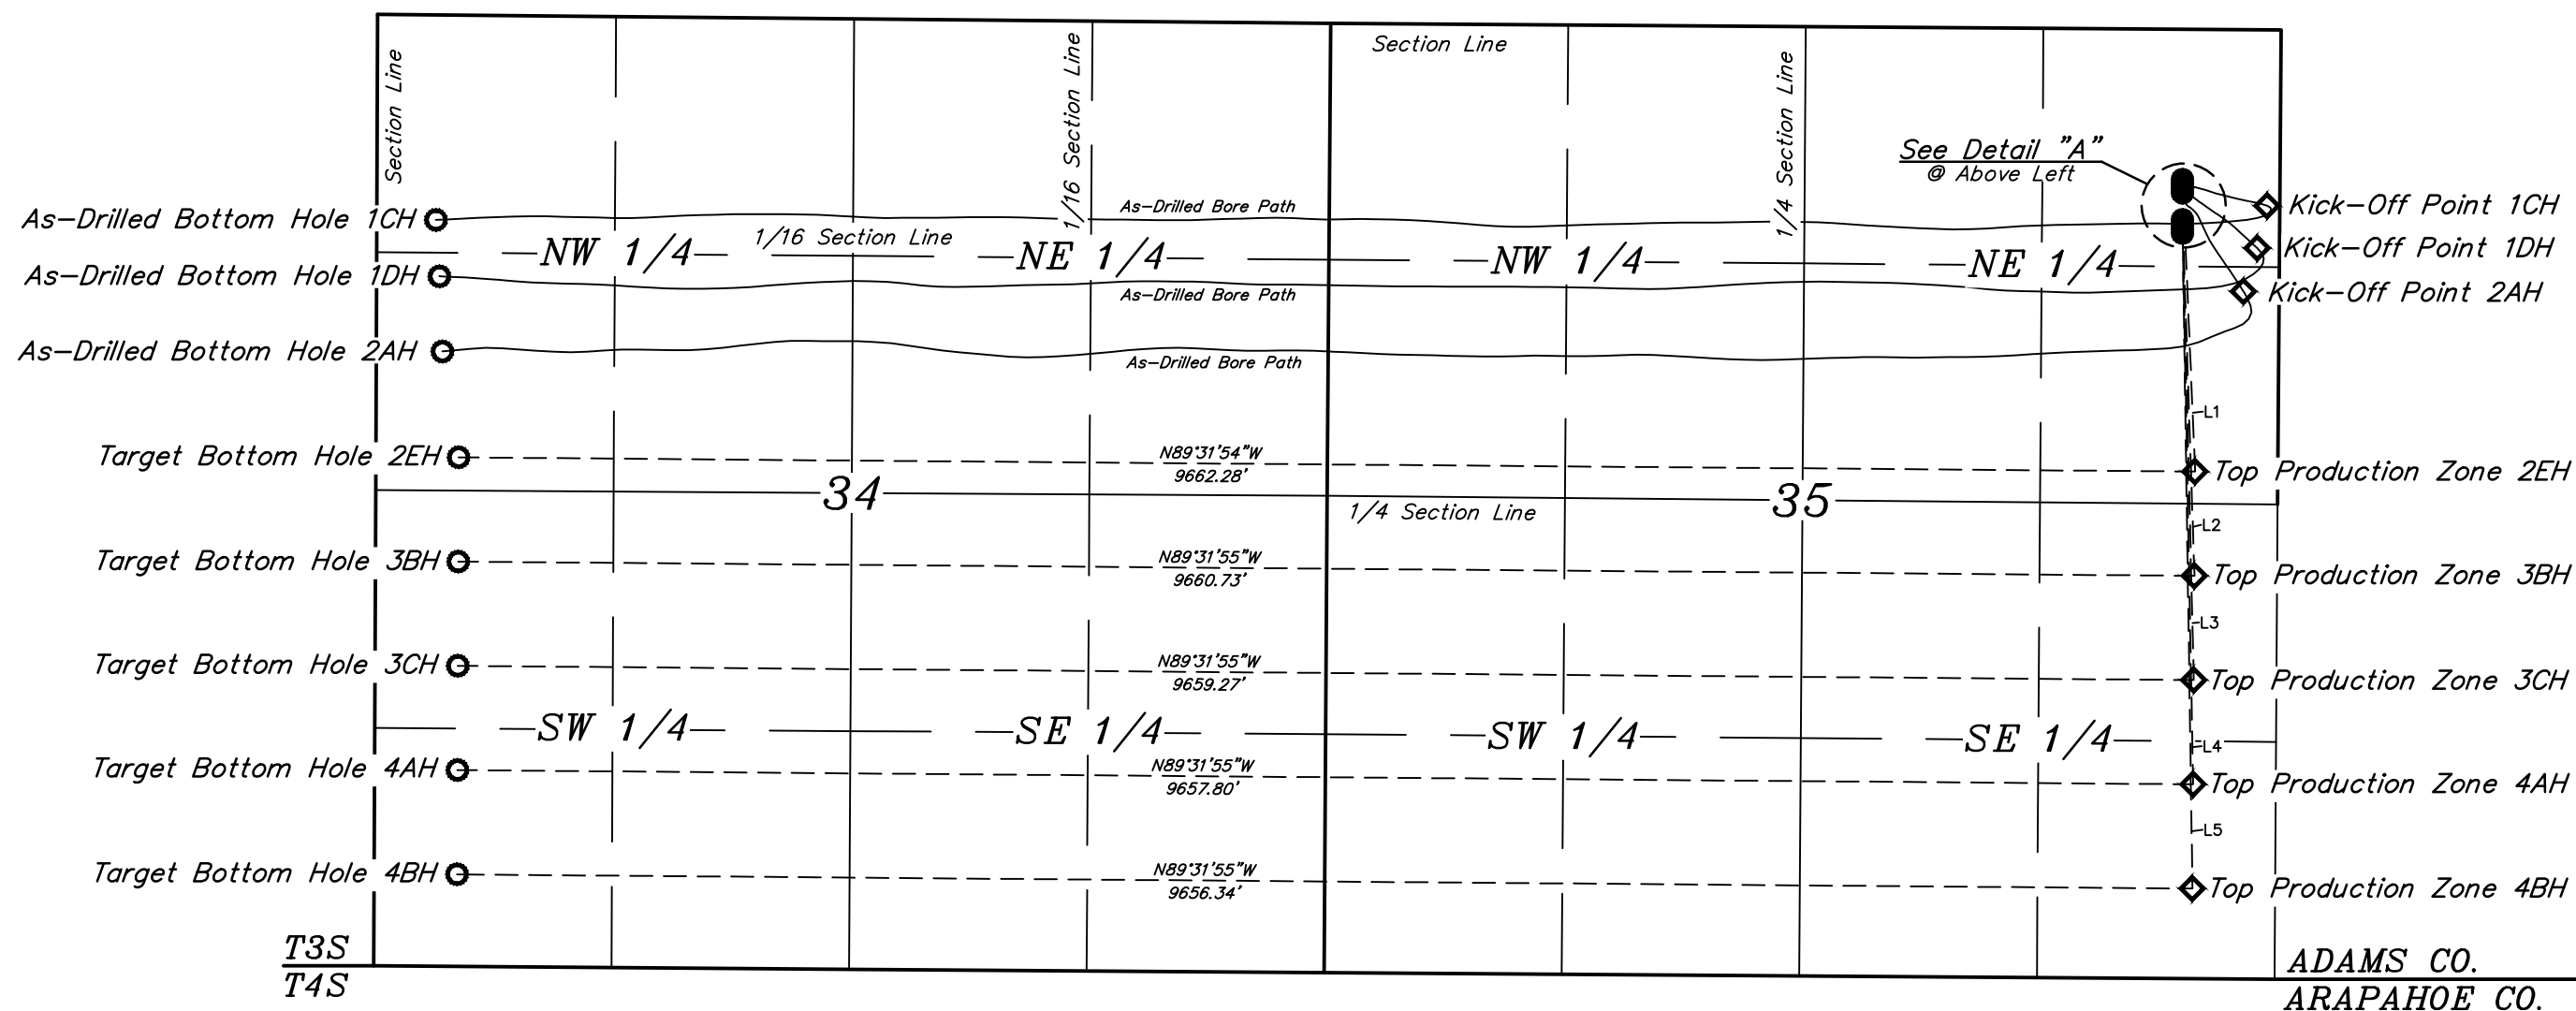 Section Line
1/16 Section Line
Section Line
1/4 Section Line
See Detail "A"
@ Above Left
As-Drilled Bottom Hole 1CH
As-Drilled Bore Path
Kick-Off Point 1CH
1/16 Section Line
NW 1/4
NE 1/4
NW 1/4
NE 1/4
Kick-Off Point 1DH
As-Drilled Bottom Hole 1DH
As-Drilled Bore Path
Kick-Off Point 2AH
As-Drilled Bottom Hole 2AH
As-Drilled Bore Path
L1
Target Bottom Hole 2EH
N89°31'54"W
9662.28'
Top Production Zone 2EH
34
35
1/4 Section Line
L2
Target Bottom Hole 3BH
N89°31'55"W
9660.73'
Top Production Zone 3BH
L3
Target Bottom Hole 3CH
N89°31'55"W
9659.27'
Top Production Zone 3CH
SW 1/4
SE 1/4
SW 1/4
SE 1/4
L4
Target Bottom Hole 4AH
N89°31'55"W
9657.80'
Top Production Zone 4AH
L5
Target Bottom Hole 4BH
N89°31'55"W
9656.34'
Top Production Zone 4BH
T3S
T4S
ADAMS CO.
ARAPAHOE CO.